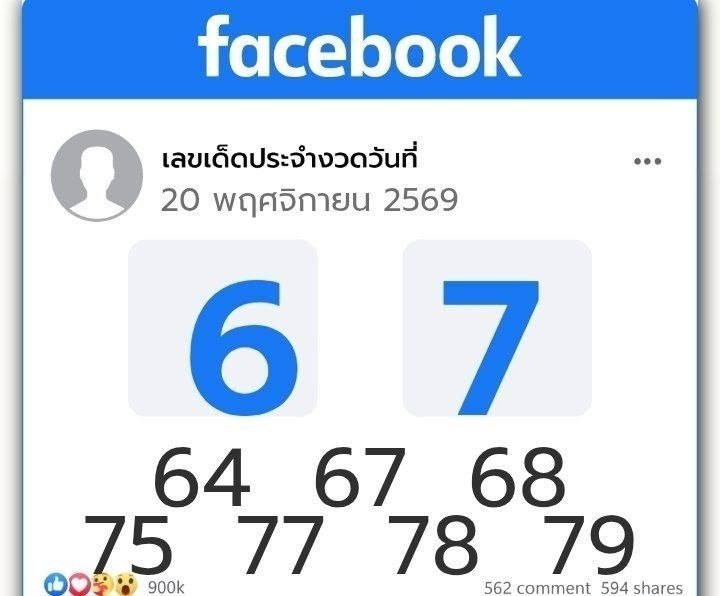 facebook
เลขเด็ดประจำงวดวันที่
20 พฤศจิกายน 2569
6 7
64 67 68
75 77 78 79
900k 562 comment 594 shares